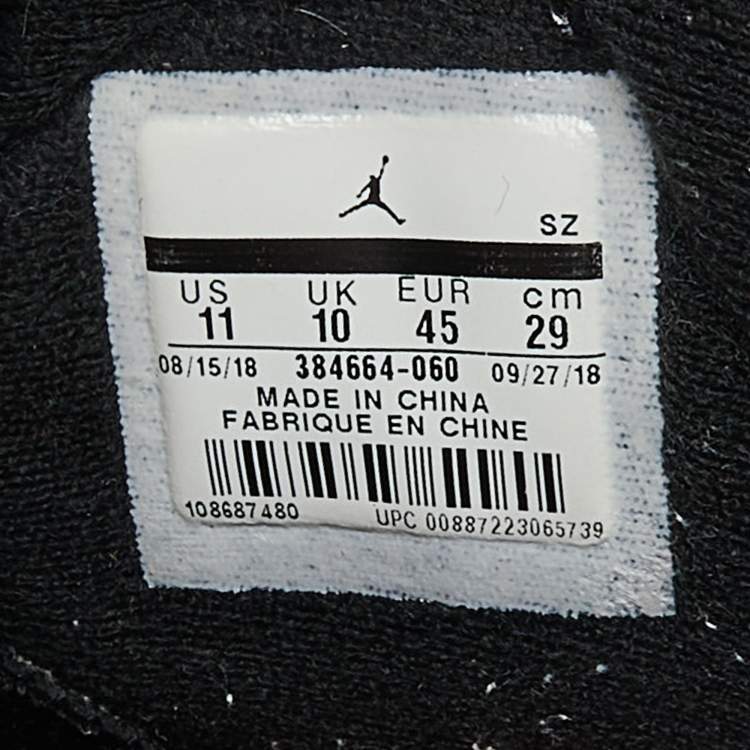 SZ
US UK EUR cm
11 10 45 29
08/15/18 384664-060 09/27/18
MADE IN CHINA
FABRIQUE EN CHINE
108687480 UPC 00887223065739